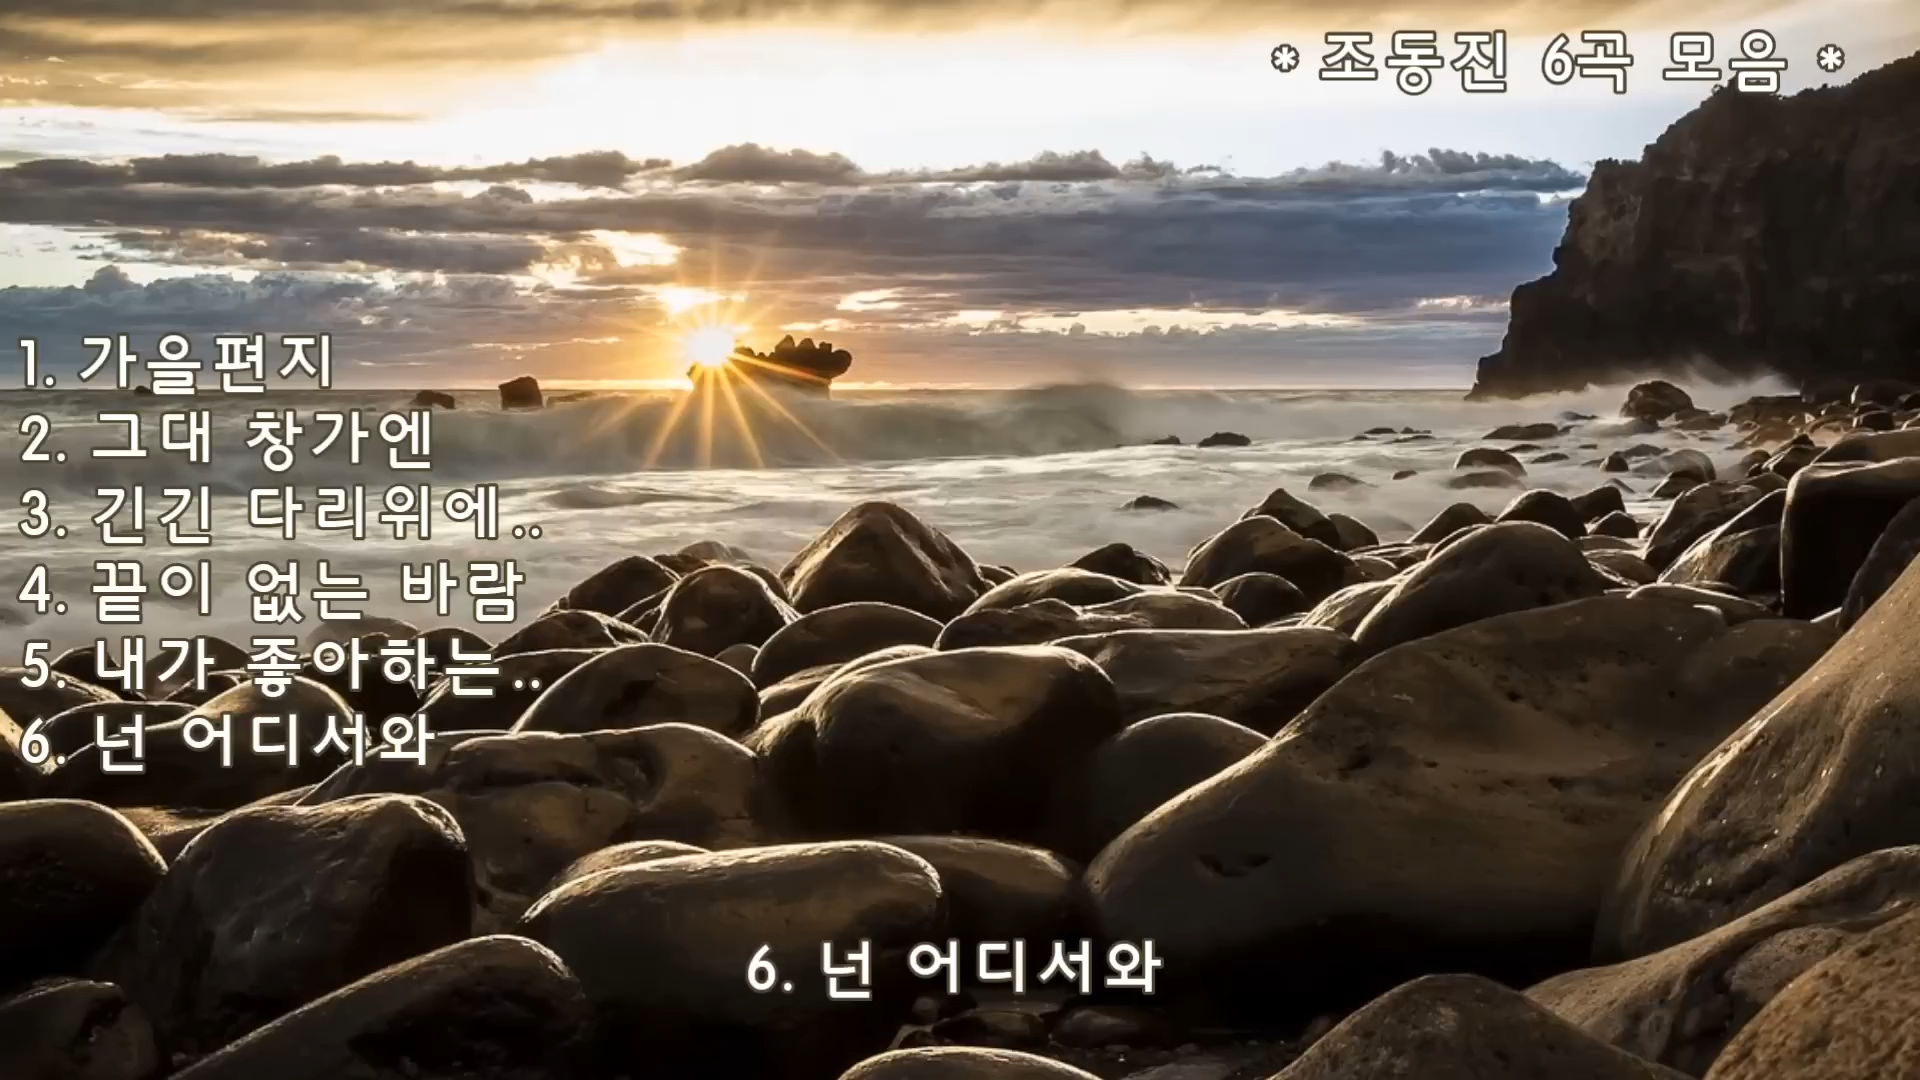 * 조동진 6곡 모음 *
1. 가을편지
2. 그대 창가엔
3. 긴긴 다리위에..
4. 끝이 없는 바람
5. 내가 좋아하는..
6. 넌 어디서와
6. 넌 어디서와